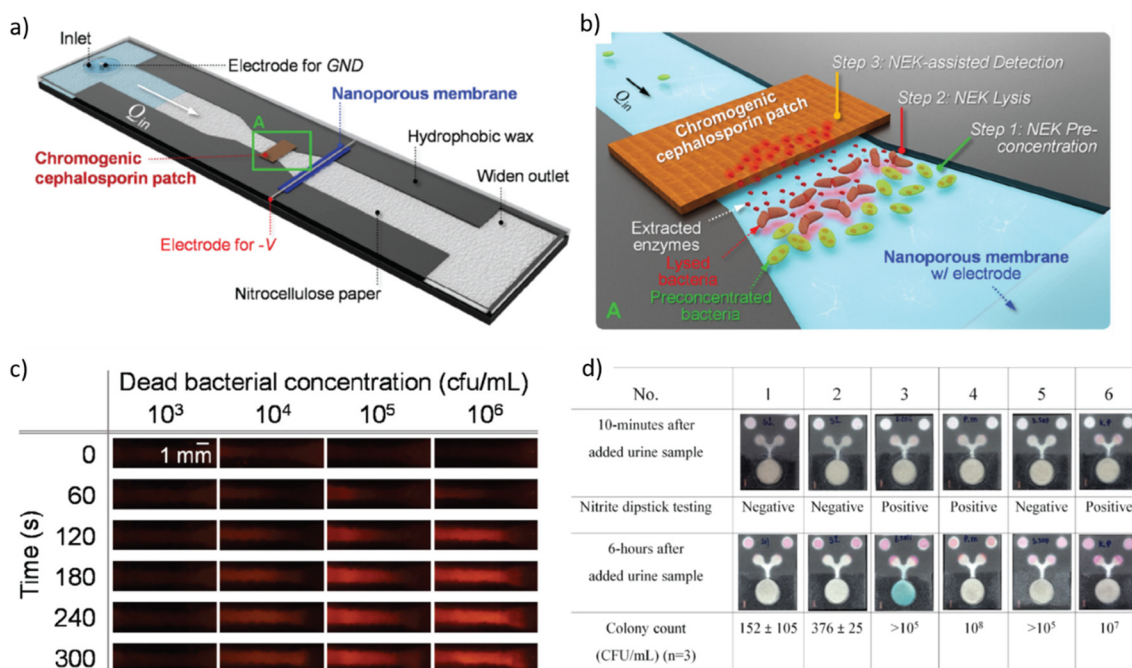 a)
Inlet
Electrode for GND
Qin
Nanoporous membrane
A
Hydrophobic wax
Chromogenic
cephalosporin patch
Widen outlet
Electrode for -V
Nitrocellulose paper
b)
Qin
Step 3: NEK-assisted Detection
Chromogenic
cephalosporin patch
Step 2: NEK Lysis
Step 1: NEK Pre-
concentration
Extracted
enzymes
Lysed
bacteria
Preconcentrated
bacteria
Nanoporous membrane
w/ electrode
A
c)
Dead bacterial concentration (cfu/mL)
10³ 10⁴ 10⁵ 10⁶
Time (s)
0
1 mm
60
120
180
240
300
d)
No. 1 2 3 4 5 6
10-minutes after
added urine sample
Nitrite dipstick testing Negative Negative Positive Positive Negative Positive
6-hours after
added urine sample
Colony count
(CFU/mL) (n=3)
152 ± 105 376 ± 25 >10⁵ 10⁸ >10⁵ 10⁷